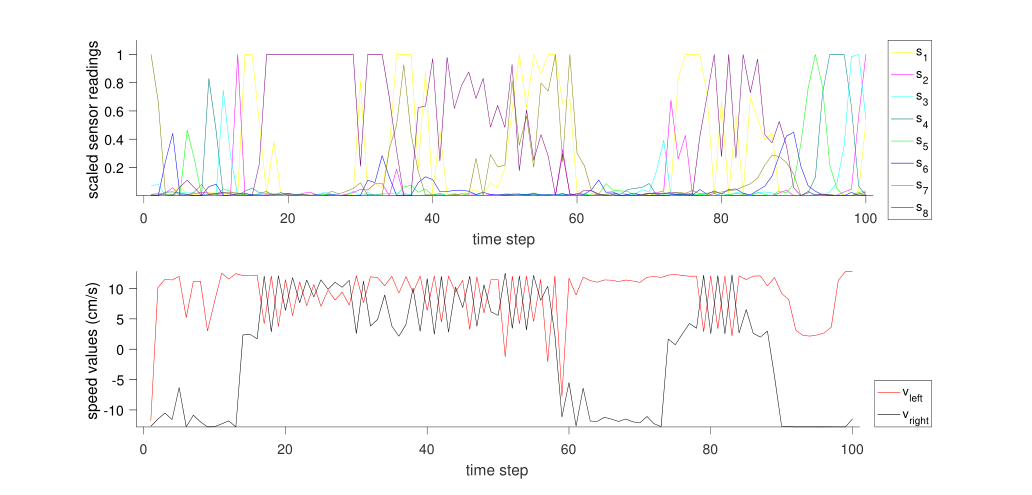 scaled sensor readings
1
0.8
0.6
0.4
0.2
0 20 40 60 80 100
time step
s1
s2
s3
s4
s5
s6
s7
s8
speed values (cm/s)
10
5
0
-5
-10
0 20 40 60 80 100
time step
vleft
vright